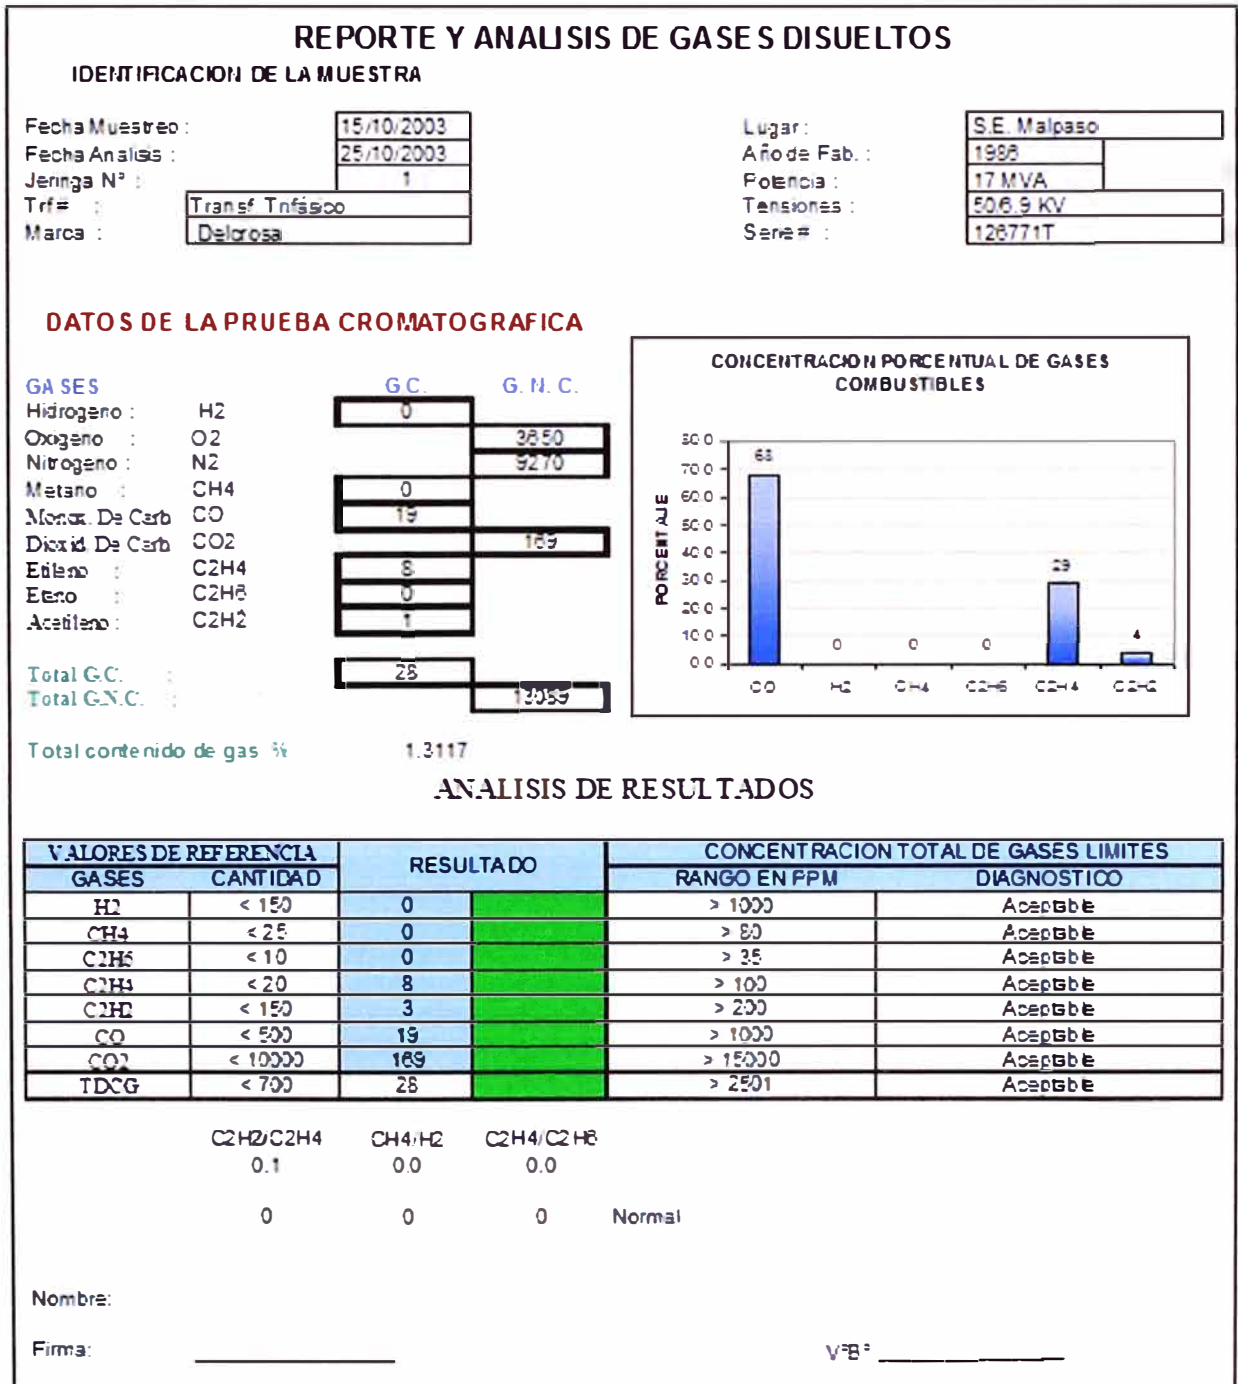 REPORTE Y ANALISIS DE GASES DISUELTOS
IDENTIFICACION DE LA MUESTRA
Fecha Muestreo : 15/10/2003 Lugar : S.E. Malpaso
Fecha Analisis : 25/10/2003 Año de Fab. : 1986
Jeringa Nº : 1 Potencia : 17 MVA
Trf# : Transf. Trifásico Tensiones : 50/6.9 KV
Marca : Delcrosa Serie # : 126771T
DATOS DE LA PRUEBA CROMATOGRAFICA
GASES G.C. G. N. C.
Hidrogeno : H2 0
Oxigeno : O2 3650
Nitrogeno : N2 9270
Metano : CH4 0
Monox. De Carb CO 19
Dioxid. De Carb CO2 169
Etileno : C2H4 8
Etano : C2H6 0
Acetileno : C2H2 1
Total G.C. : 28
Total G.N.C. :
Total contenido de gas % 1.3117
CONCENTRACION PORCENTUAL DE GASES
COMBUSTIBLES
PORCENTAJE
80.0
70.0
60.0
50.0
40.0
30.0
20.0
10.0
0.0
68 0 0 0 29 4
CO H2 CH4 C2H6 C2H4 C2H2
ANALISIS DE RESULTADOS
VALORES DE REFERENCIA RESULTADO CONCENTRACION TOTAL DE GASES LIMITES
GASES CANTIDAD RANGO EN PPM DIAGNOSTICO
H2 < 150 0 > 1000 Aceptable
CH4 < 25 0 > 80 Aceptable
C2H6 < 10 0 > 35 Aceptable
C2H4 < 20 8 > 100 Aceptable
C2H2 < 150 3 > 200 Aceptable
CO < 500 19 > 1000 Aceptable
CO2 < 10000 169 > 15000 Aceptable
TDCG < 700 28 > 2501 Aceptable
C2H2/C2H4 CH4/H2 C2H4/C2H6
0.1 0.0 0.0
0 0 0 Normal
Nombre:
Firma: VºBº